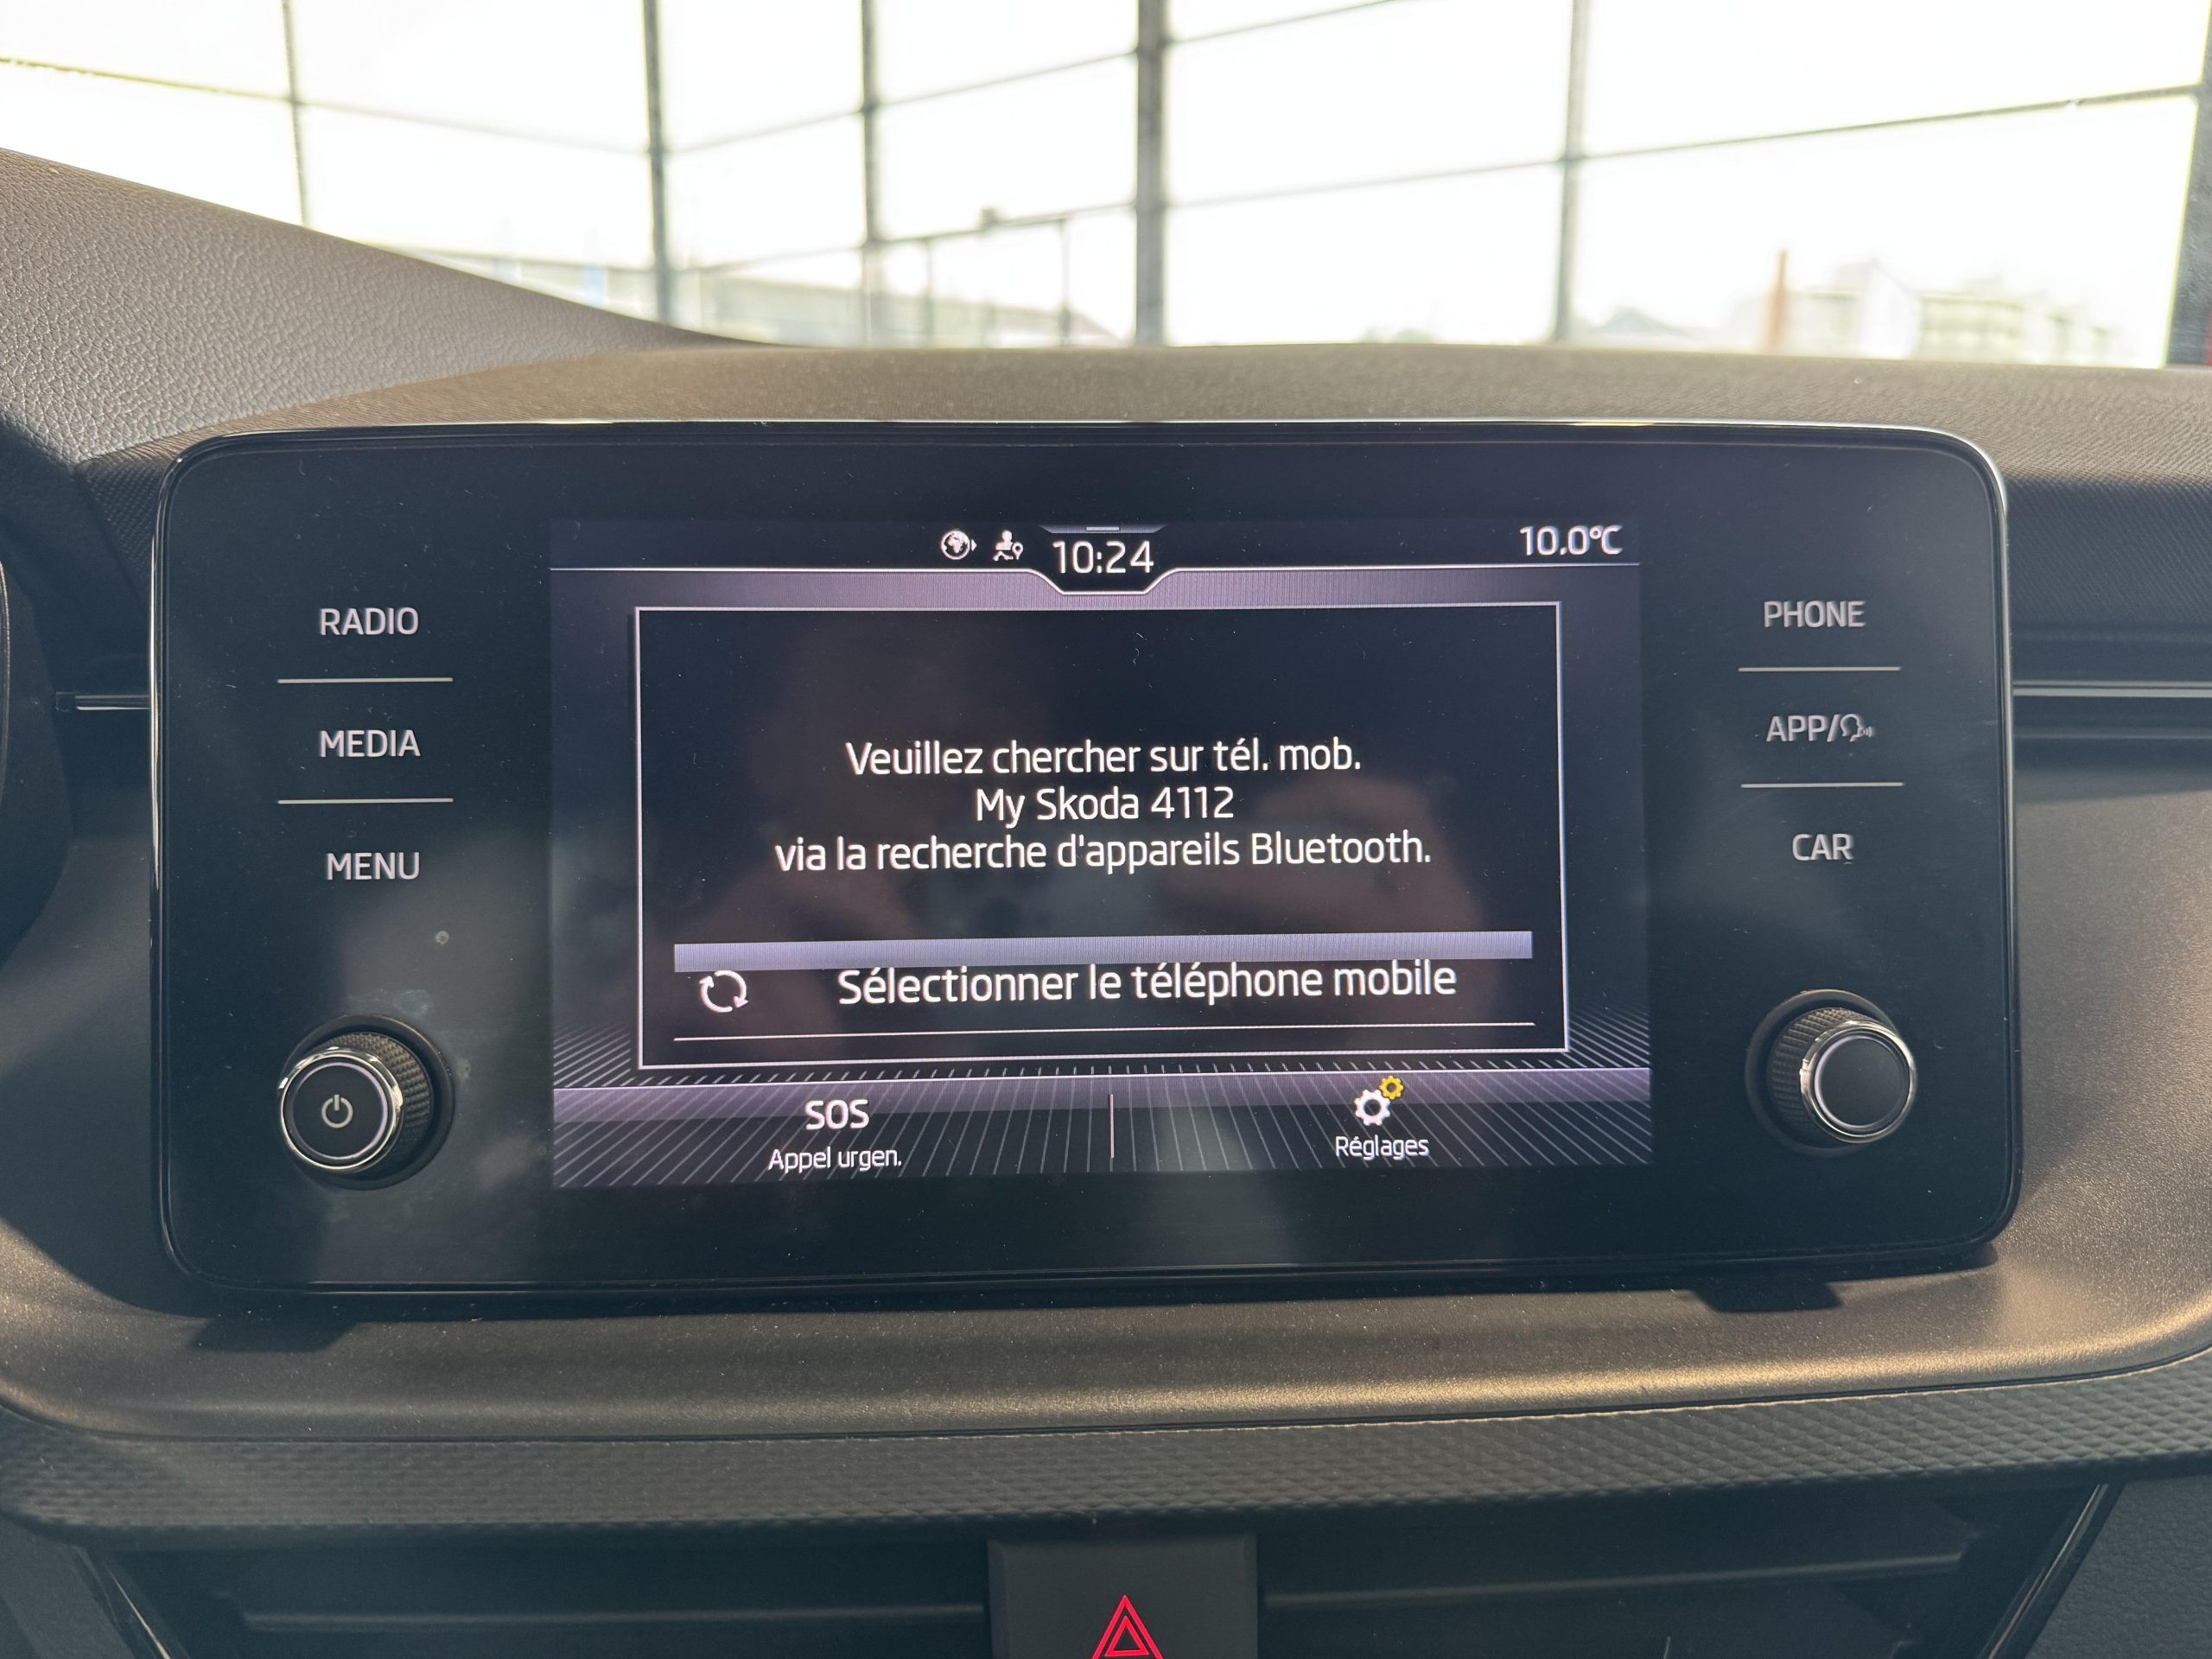 10:24
10.0°C
RADIO
MEDIA
MENU
Veuillez chercher sur tél. mob.
My Skoda 4112
via la recherche d'appareils Bluetooth.
Sélectionner le téléphone mobile
SOS
Appel urgen.
Réglages
PHONE
APP/
CAR